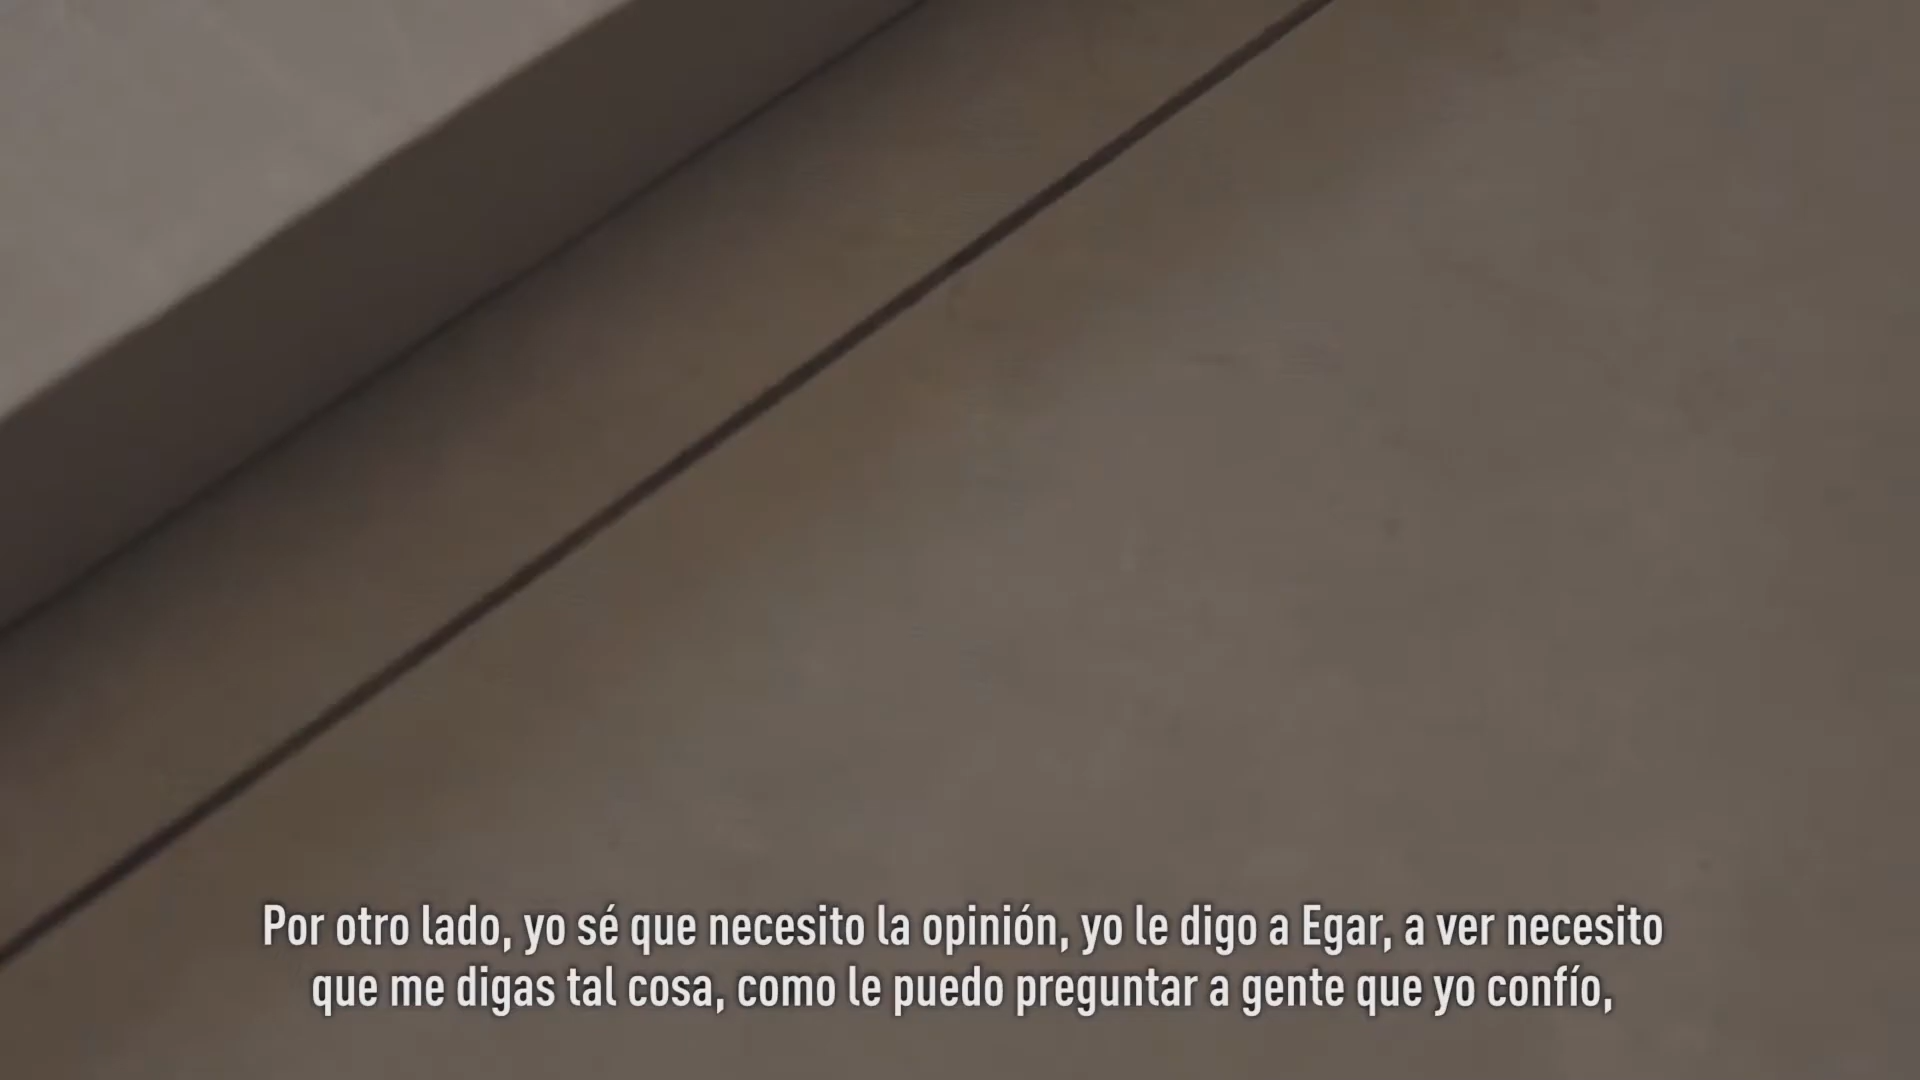 Por otro lado, yo sé que necesito la opinión, yo le digo a Egar, a ver necesito
que me digas tal cosa, como le puedo preguntar a gente que yo confío,